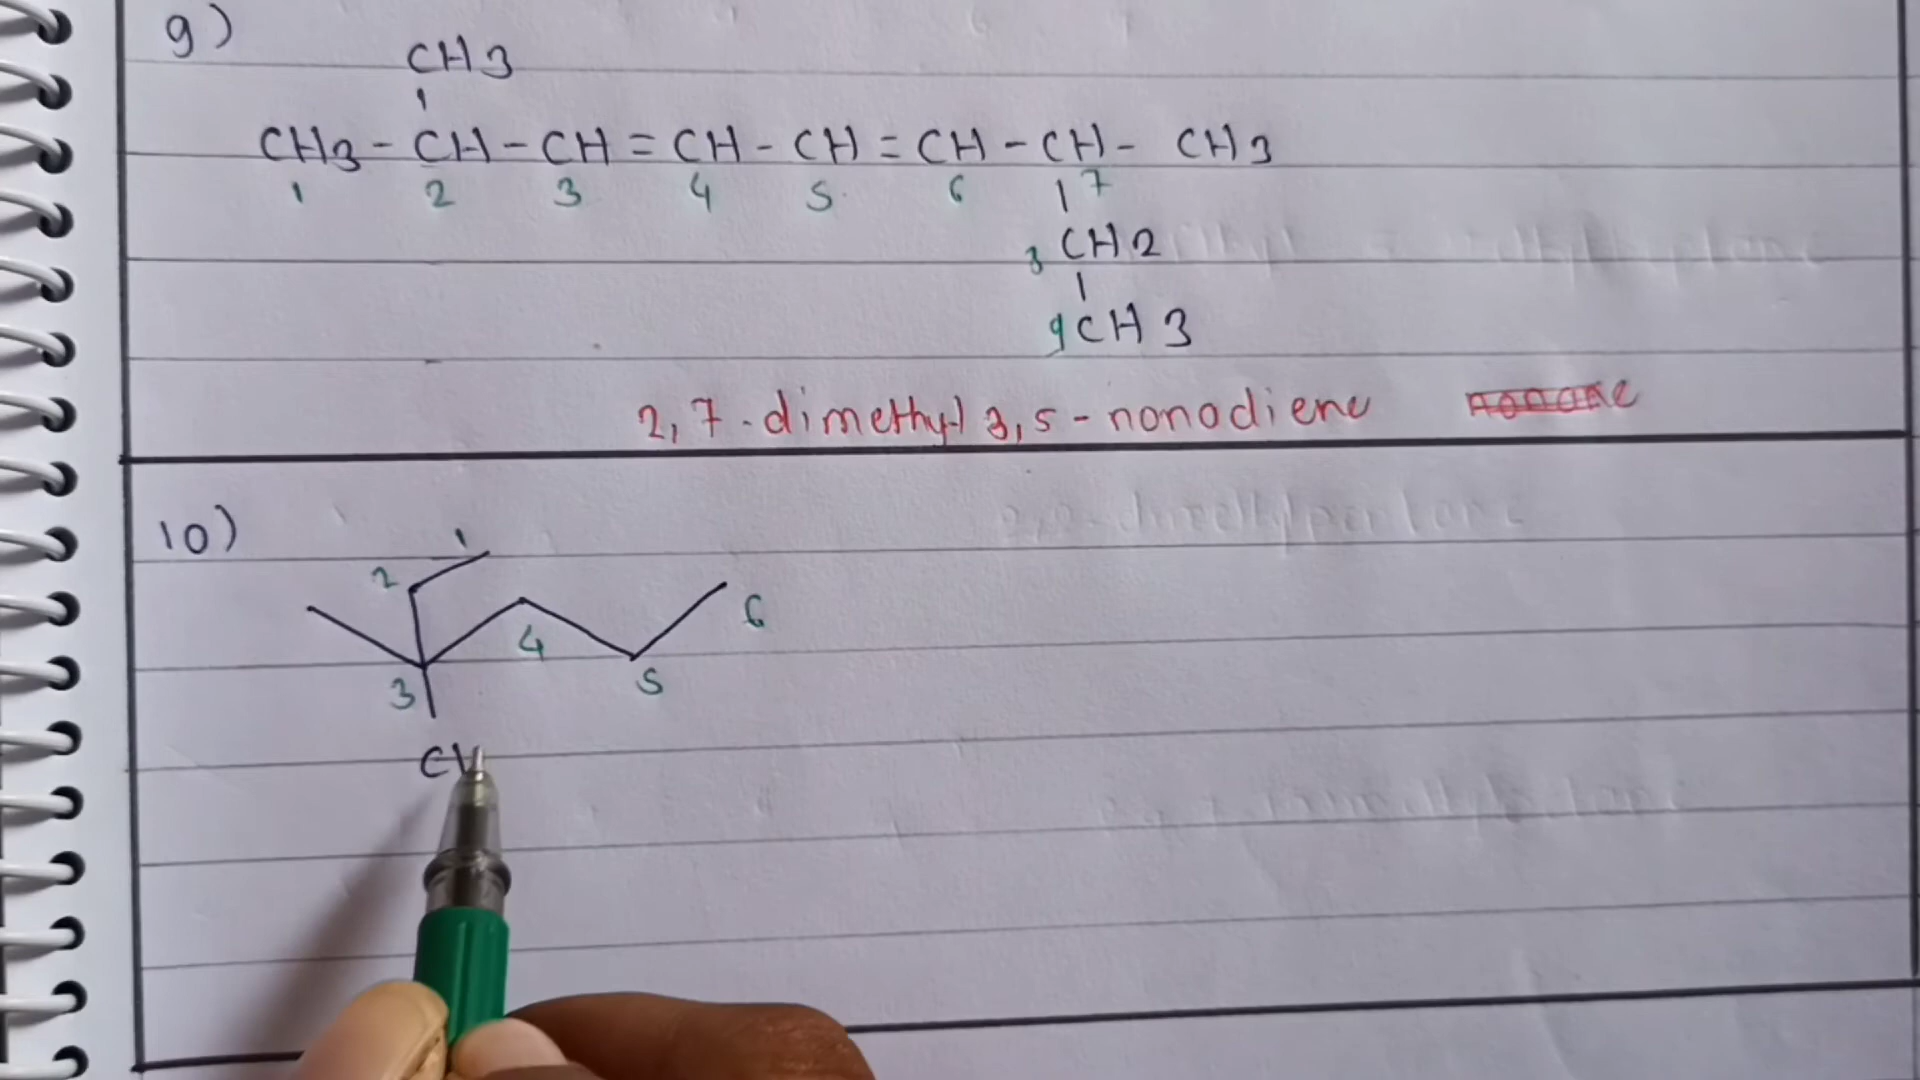 9)
CH3
CH3 - CH - CH = CH - CH = CH - CH - CH3
1 2 3 4 5 6 7
8 CH2
9 CH3
2,7-dimethyl 3,5-nonodiene
10)
1
2
6
4
3
5